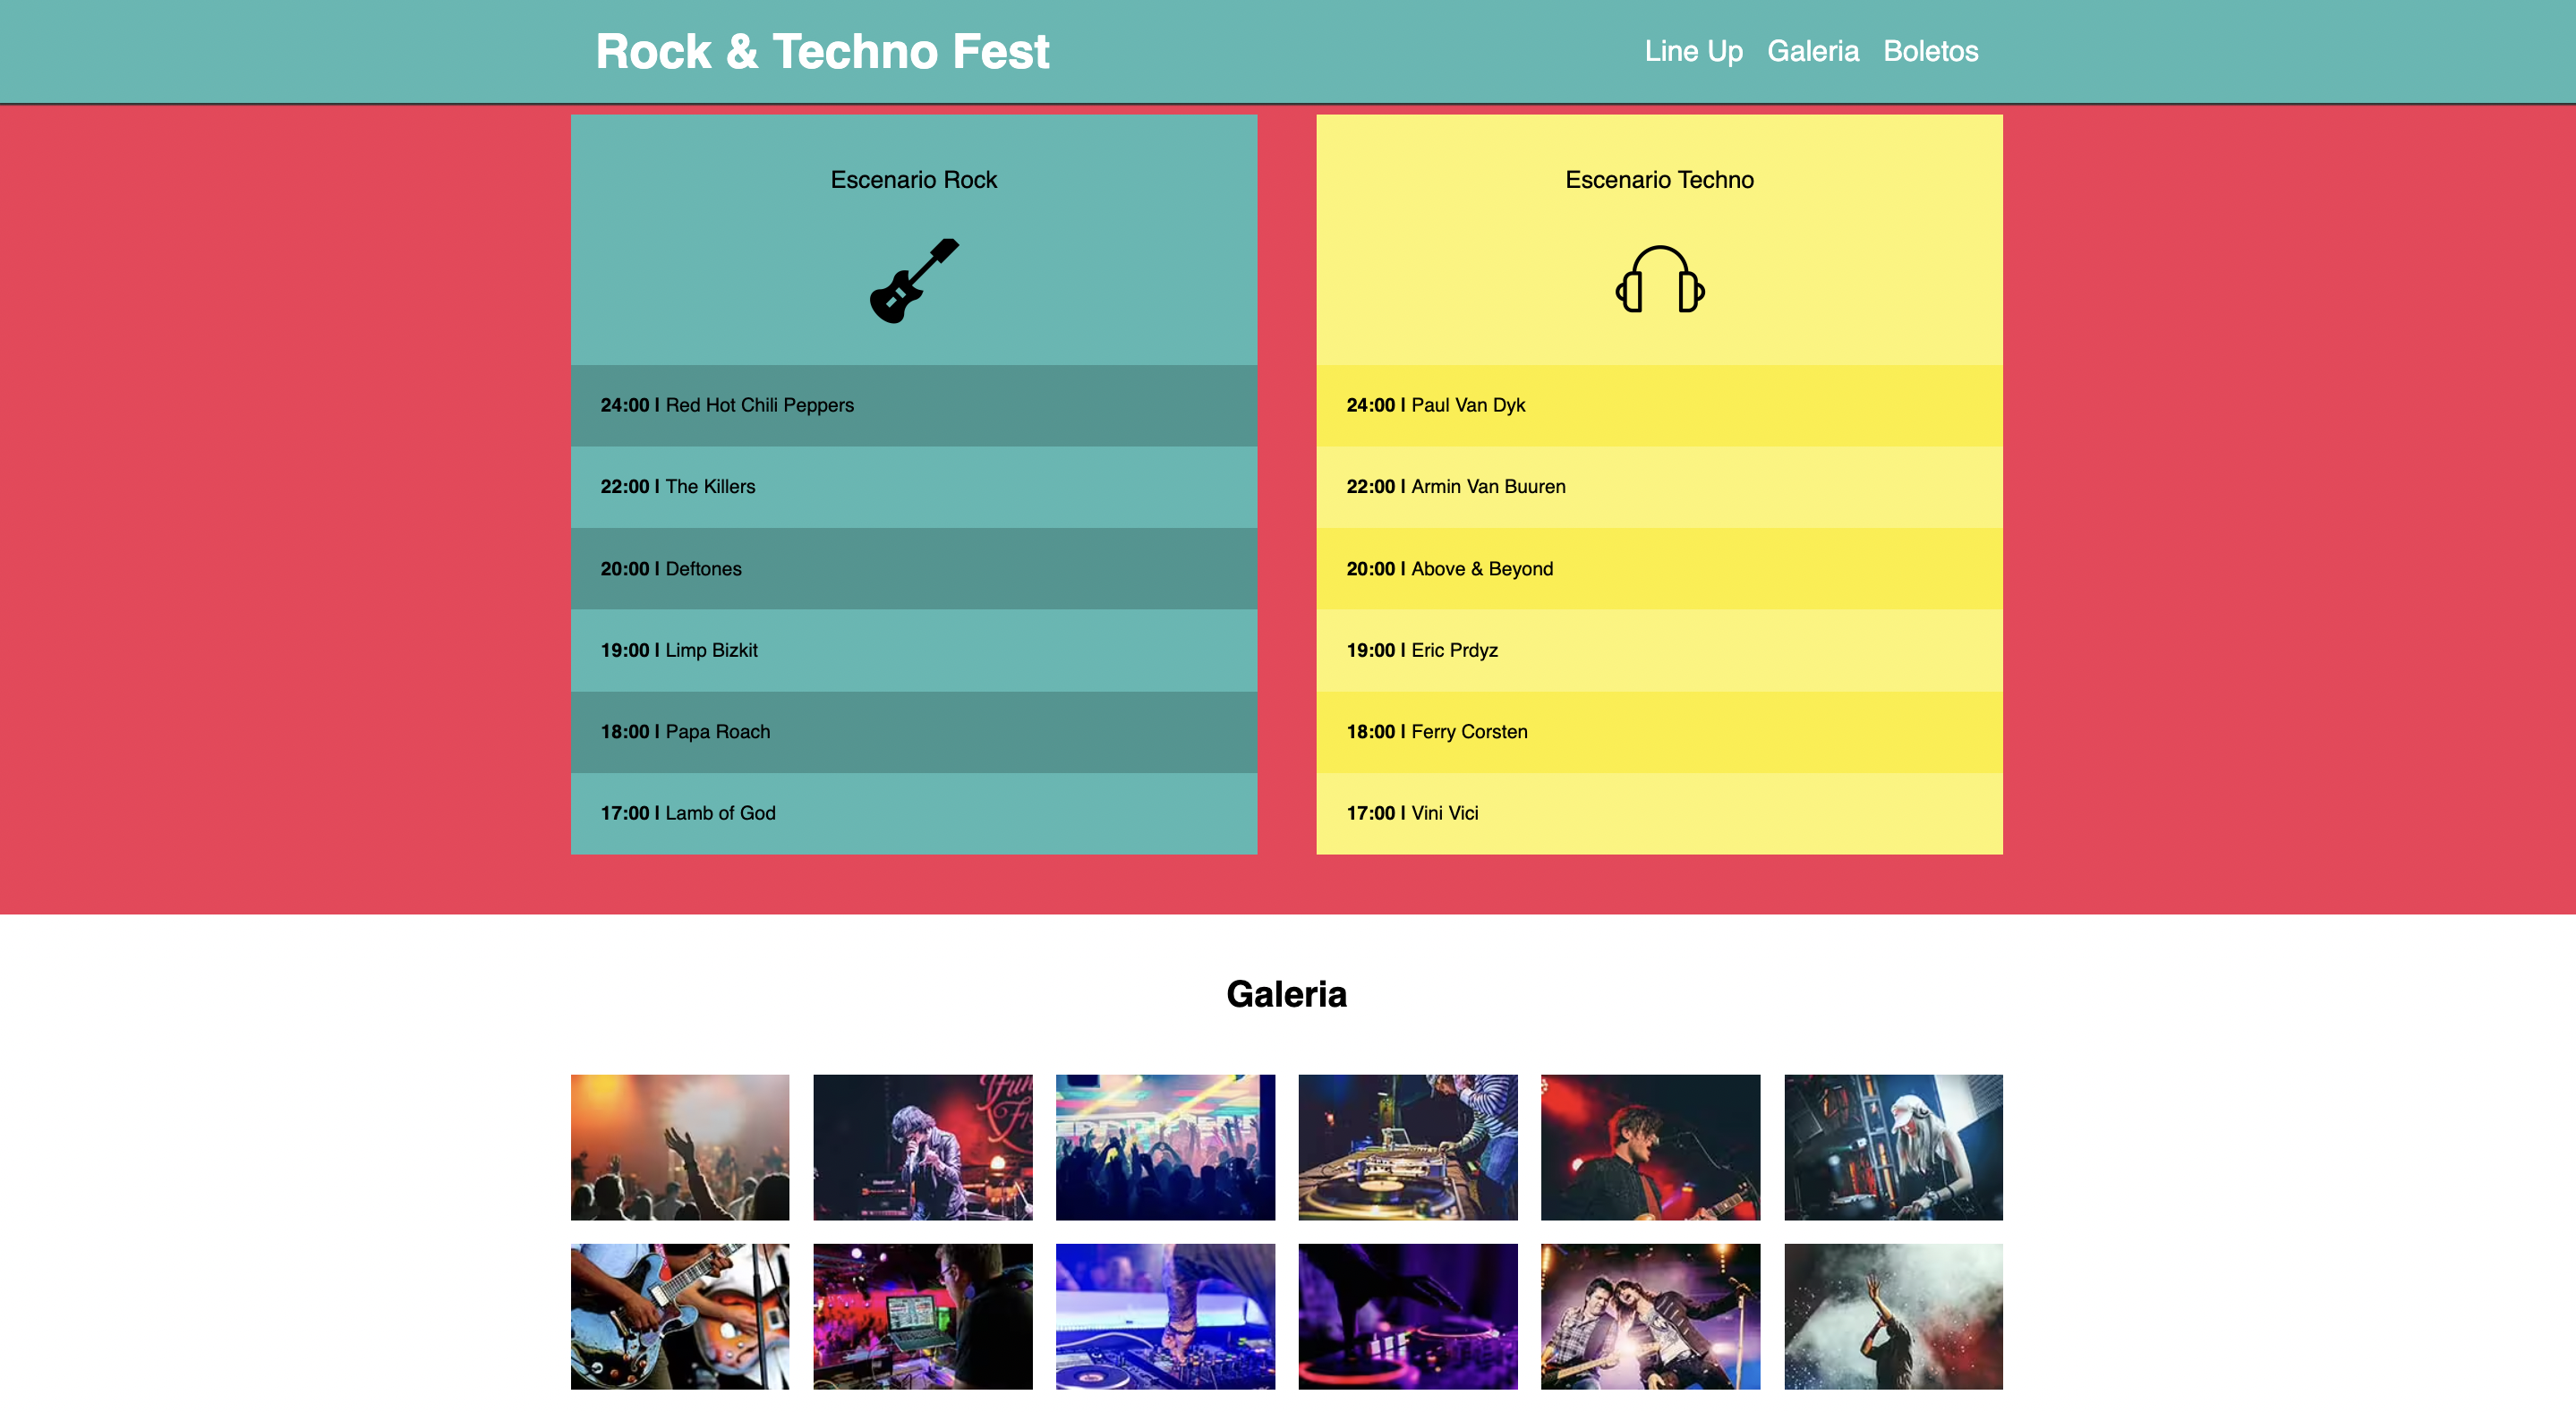 Rock & Techno Fest
Line Up Galeria Boletos
Escenario Rock
24:00 | Red Hot Chili Peppers
22:00 | The Killers
20:00 | Deftones
19:00 | Limp Bizkit
18:00 | Papa Roach
17:00 | Lamb of God
Escenario Techno
24:00 | Paul Van Dyk
22:00 | Armin Van Buuren
20:00 | Above & Beyond
19:00 | Eric Prdyz
18:00 | Ferry Corsten
17:00 | Vini Vici
Galeria